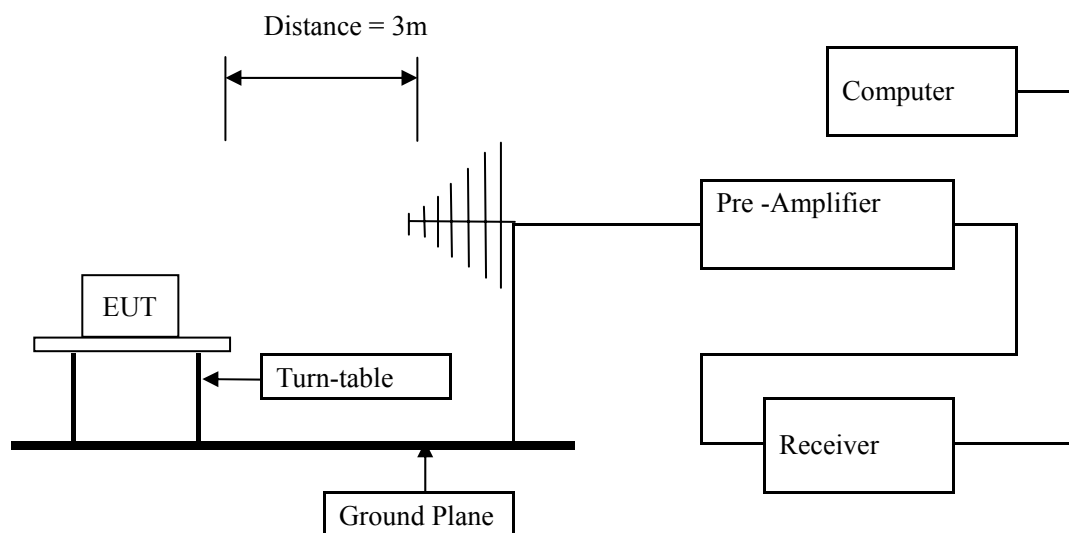 Distance = 3m
Computer
Pre -Amplifier
EUT
Turn-table
Receiver
Ground Plane